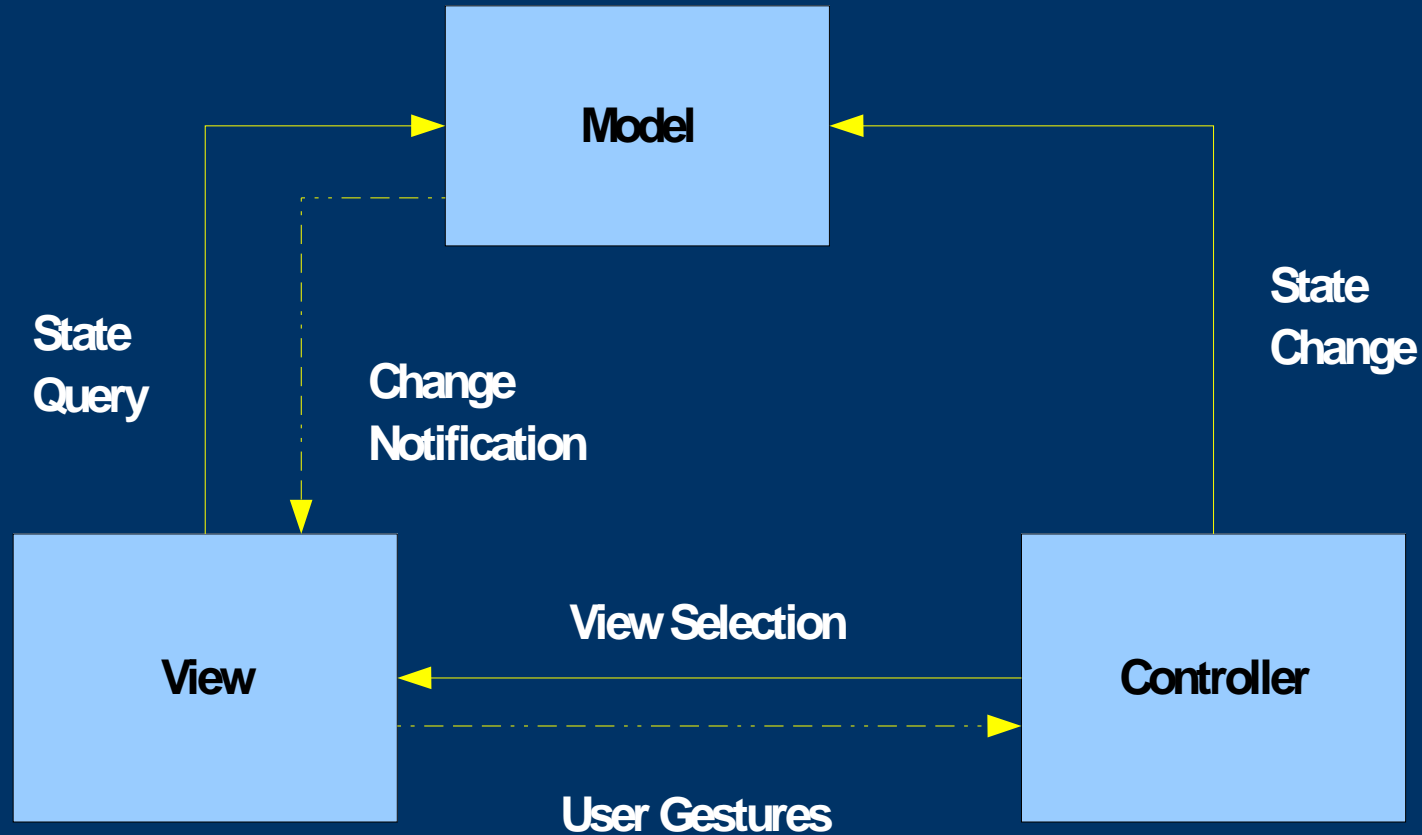 Model
State
Query
Change
Notification
State
Change
View Selection
View
Controller
User Gestures